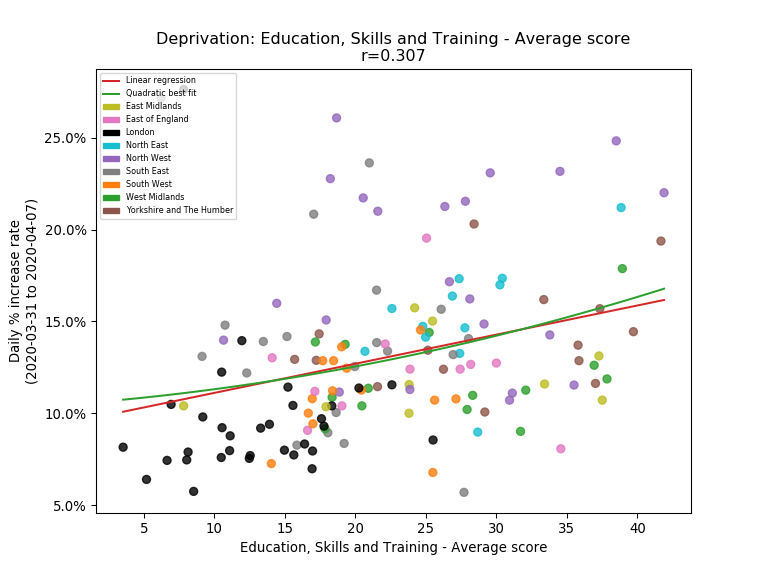 Deprivation: Education, Skills and Training - Average score
r=0.307
Linear regression
Quadratic best fit
East Midlands
East of England
London
North East
North West
South East
South West
West Midlands
Yorkshire and The Humber
25.0%
20.0%
15.0%
10.0%
5.0%
Daily % increase rate
(2020-03-31 to 2020-04-07)
5
10
15
20
25
30
35
40
Education, Skills and Training - Average score